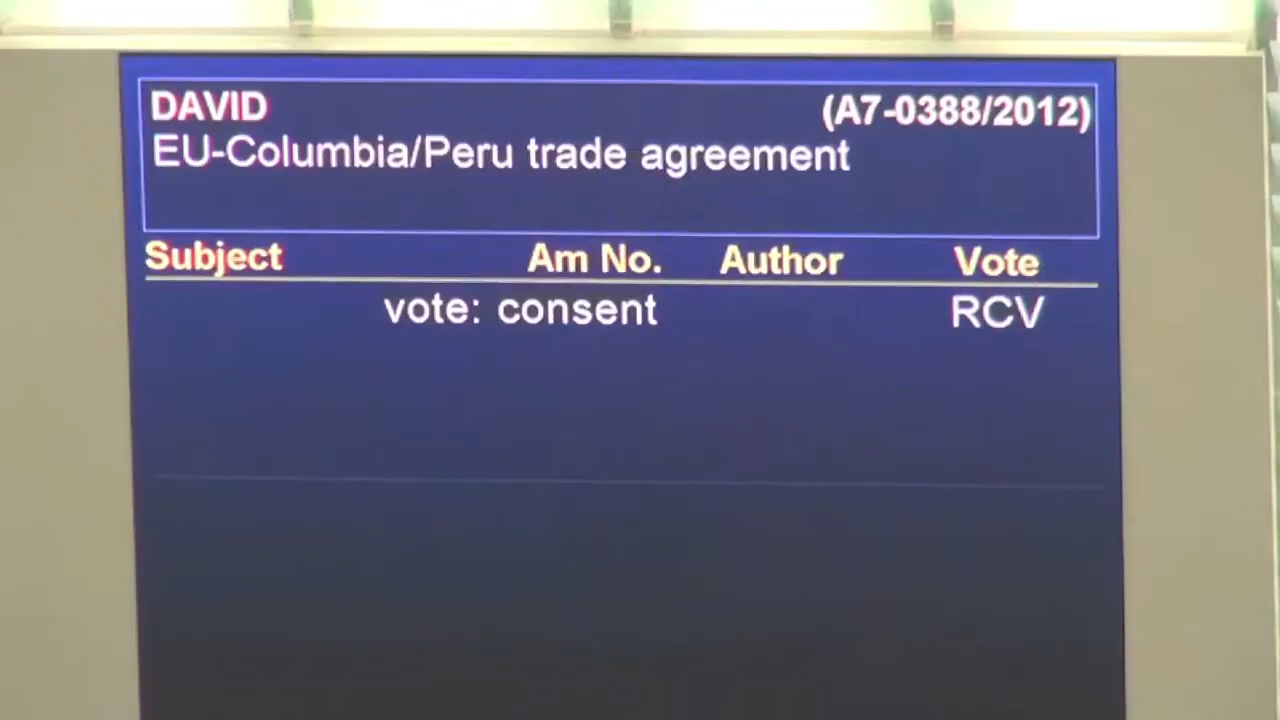 DAVID (A7-0388/2012)
EU-Columbia/Peru trade agreement
Subject Am No. Author Vote
vote: consent RCV